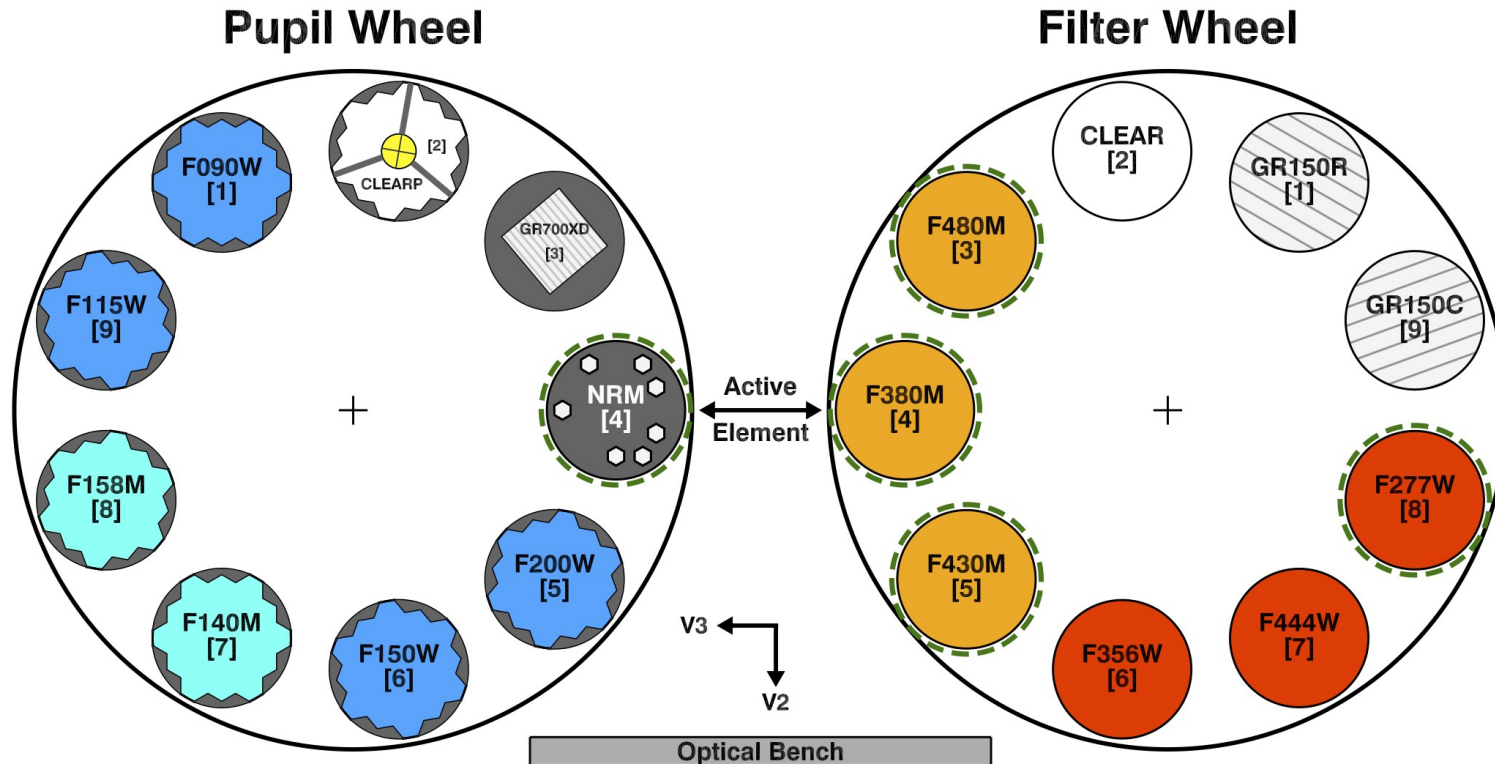 Pupil Wheel
Filter Wheel
F090W
[1]
[2]
CLEARP
GR700XD
[3]
F115W
[9]
NRM
[4]
F158M
[8]
F200W
[5]
F140M
[7]
F150W
[6]
Active
Element
V3
V2
CLEAR
[2]
GR150R
[1]
F480M
[3]
GR150C
[9]
F380M
[4]
F277W
[8]
F430M
[5]
F444W
[7]
F356W
[6]
Optical Bench